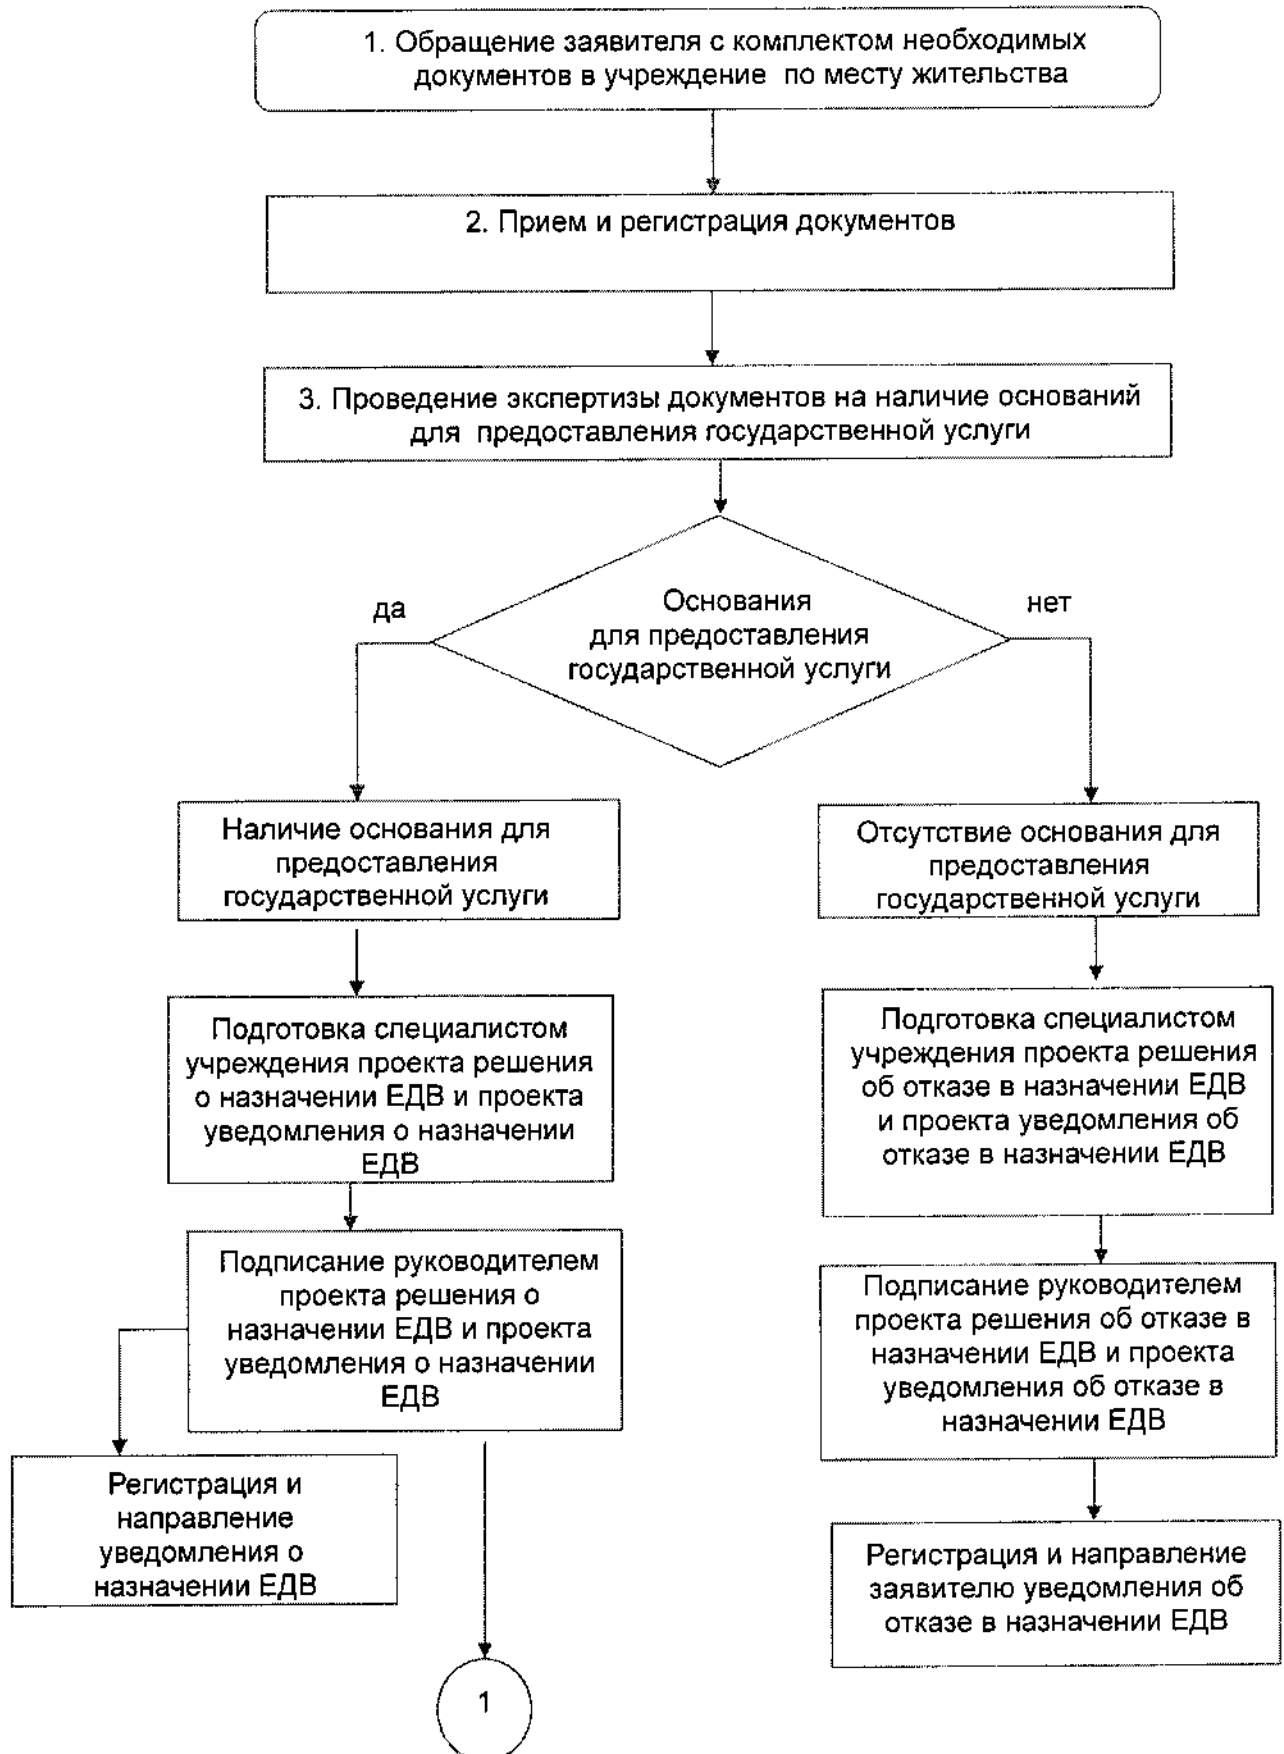 1. Обращение заявителя с комплектом необходимых
документов в учреждение по месту жительства
2. Прием и регистрация документов
3. Проведение экспертизы документов на наличие оснований
для предоставления государственной услуги
да
Основания
для предоставления
государственной услуги
нет
Наличие основания для
предоставления
государственной услуги
Отсутствие основания для
предоставления
государственной услуги
Подготовка специалистом
учреждения проекта решения
о назначении ЕДВ и проекта
уведомления о назначении
ЕДВ
Подготовка специалистом
учреждения проекта решения
об отказе в назначении ЕДВ
и проекта уведомления об
отказе в назначении ЕДВ
Подписание руководителем
проекта решения о
назначении ЕДВ и проекта
уведомления о назначении
ЕДВ
Подписание руководителем
проекта решения об отказе в
назначении ЕДВ и проекта
уведомления об отказе в
назначении ЕДВ
Регистрация и
направление
уведомления о
назначении ЕДВ
Регистрация и направление
заявителю уведомления об
отказе в назначении ЕДВ
1